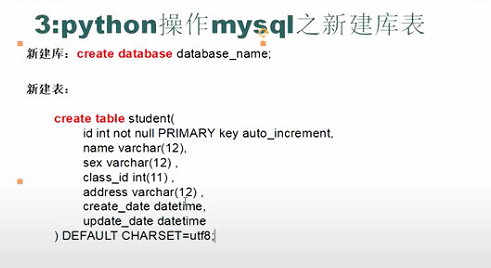 3:python操作mysql之新建库表
新建库：create database database_name;
新建表：
create table student(
id int not null PRIMARY key auto_increment,
name varchar(12),
sex varchar(12) ,
class_id int(11) ,
address varchar(12) ,
create_date datetime,
update_date datetime
) DEFAULT CHARSET=utf8;